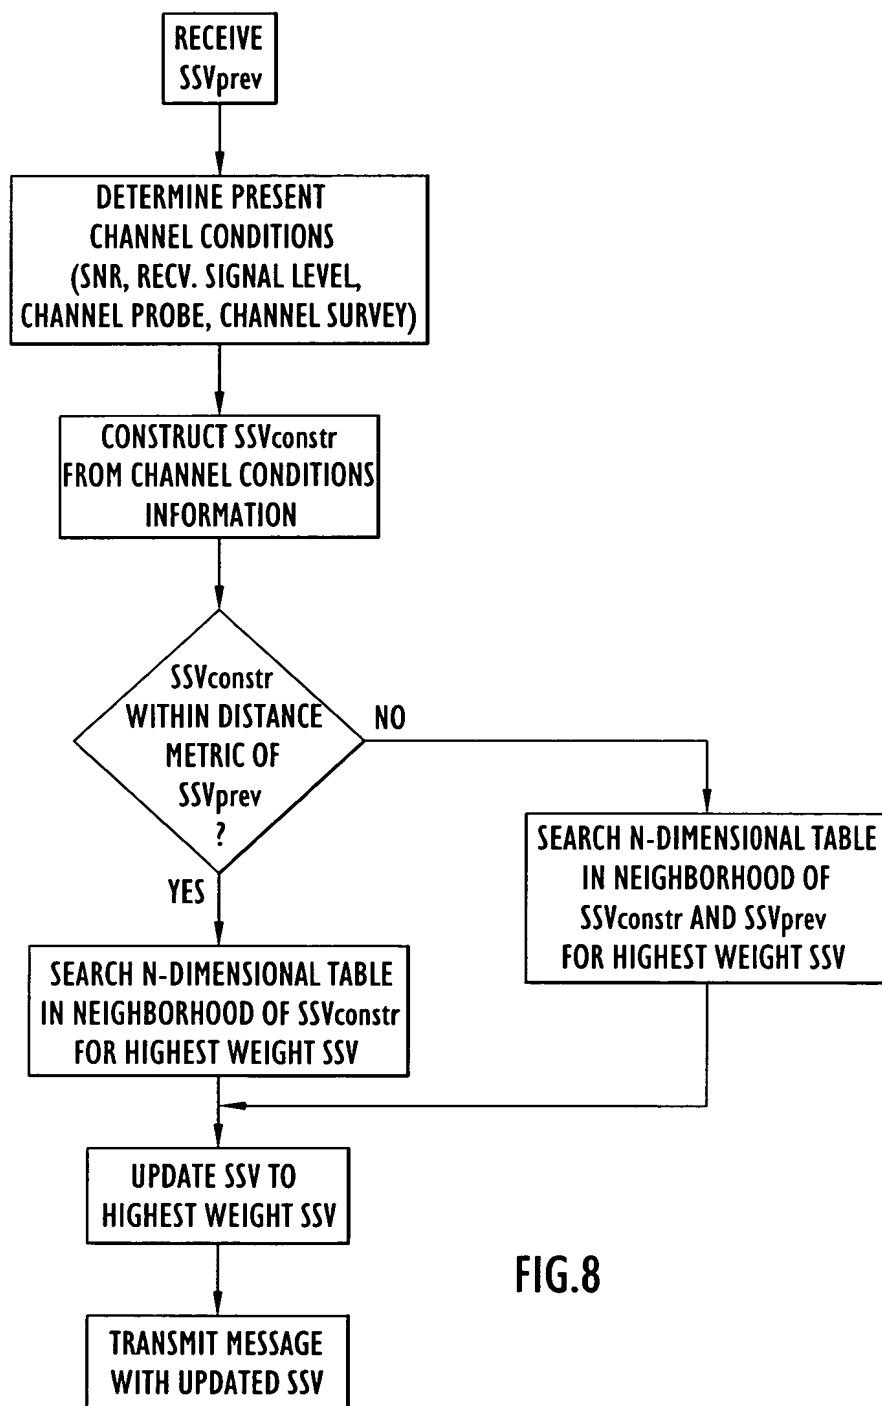 RECEIVE
SSVprev
DETERMINE PRESENT
CHANNEL CONDITIONS
(SNR, RECV. SIGNAL LEVEL,
CHANNEL PROBE, CHANNEL SURVEY)
CONSTRUCT SSVconstr
FROM CHANNEL CONDITIONS
INFORMATION
SSVconstr
WITHIN DISTANCE
METRIC OF
SSVprev
?
NO
YES
SEARCH N-DIMENSIONAL TABLE
IN NEIGHBORHOOD OF
SSVconstr AND SSVprev
FOR HIGHEST WEIGHT SSV
SEARCH N-DIMENSIONAL TABLE
IN NEIGHBORHOOD OF SSVconstr
FOR HIGHEST WEIGHT SSV
UPDATE SSV TO
HIGHEST WEIGHT SSV
TRANSMIT MESSAGE
WITH UPDATED SSV
FIG.8